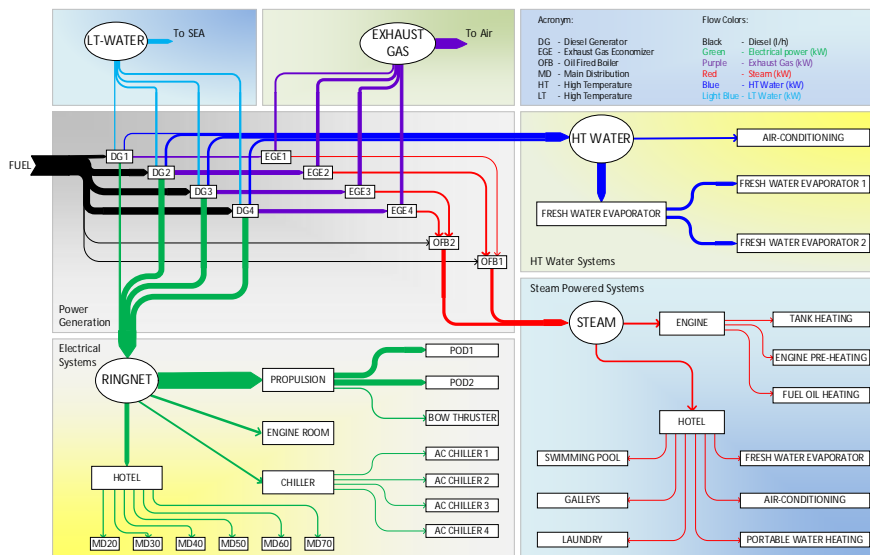 LT-WATER
To SEA
EXHAUST
GAS
To Air
Acronym:
Flow Colors:
DG - Diesel Generator
Black - Diesel (l/h)
EGE - Exhaust Gas Economizer
Green - Electrical power (kW)
OFB - Oil Fired Boiler
Purple - Exhaust Gas (kW)
MD - Main Distribution
Red - Steam (kW)
HT - High Temperature
Blue - HT Water (kW)
LT - High Temperature
Light Blue - LT Water (kW)
FUEL
DG1
DG2
DG3
DG4
EGE1
EGE2
EGE3
EGE4
OFB2
OFB1
Power
Generation
HT WATER
AIR-CONDITIONING
FRESH WATER EVAPORATOR
FRESH WATER EVAPORATOR 1
FRESH WATER EVAPORATOR 2
HT Water Systems
Electrical
Systems
RINGNET
PROPULSION
POD1
POD2
BOW THRUSTER
ENGINE ROOM
HOTEL
CHILLER
AC CHILLER 1
AC CHILLER 2
AC CHILLER 3
AC CHILLER 4
MD20
MD30
MD40
MD50
MD60
MD70
Steam Powered Systems
STEAM
ENGINE
TANK HEATING
ENGINE PRE-HEATING
FUEL OIL HEATING
HOTEL
SWIMMING POOL
FRESH WATER EVAPORATOR
GALLEYS
AIR-CONDITIONING
LAUNDRY
PORTABLE WATER HEATING